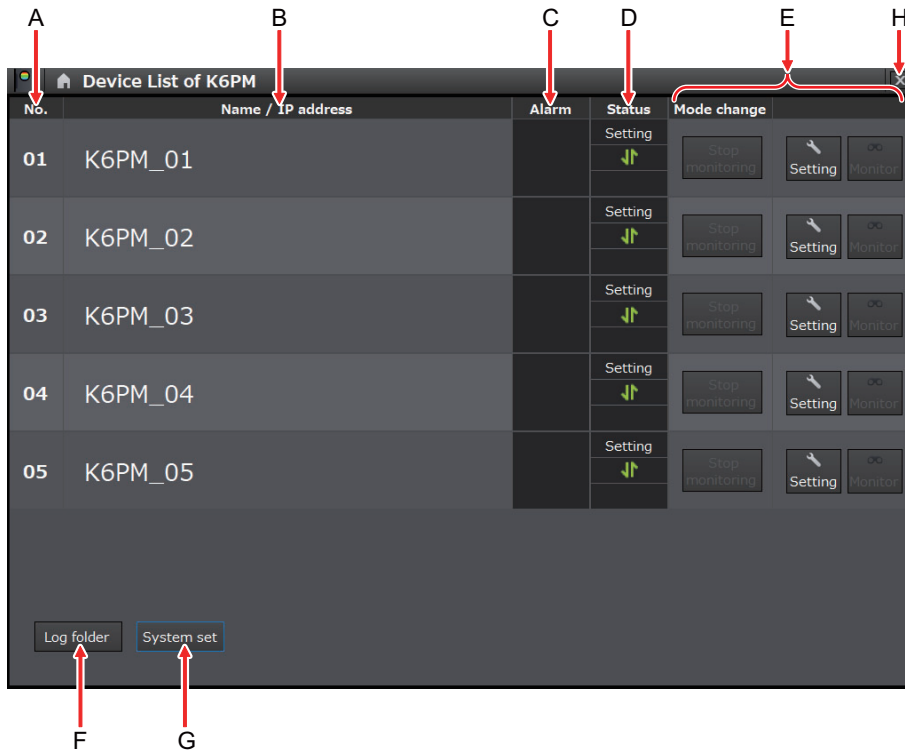 A B C D E H
Device List of K6PM
No. Name / IP address Alarm Status Mode change
Setting
01 K6PM_01 Stop monitoring Setting Monitor
Setting
02 K6PM_02 Stop monitoring Setting Monitor
Setting
03 K6PM_03 Stop monitoring Setting Monitor
Setting
04 K6PM_04 Stop monitoring Setting Monitor
Setting
05 K6PM_05 Stop monitoring Setting Monitor
Log folder System set
F G